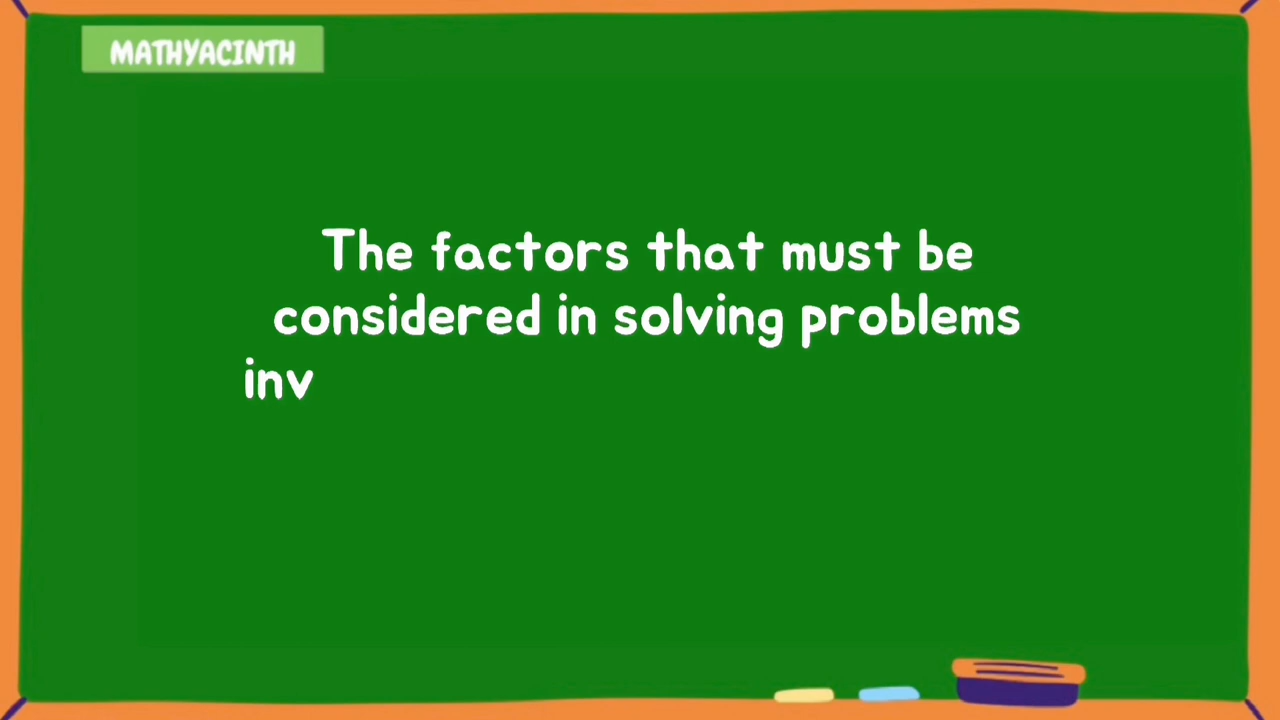 MATHYACINTH
The factors that must be
considered in solving problems
inv